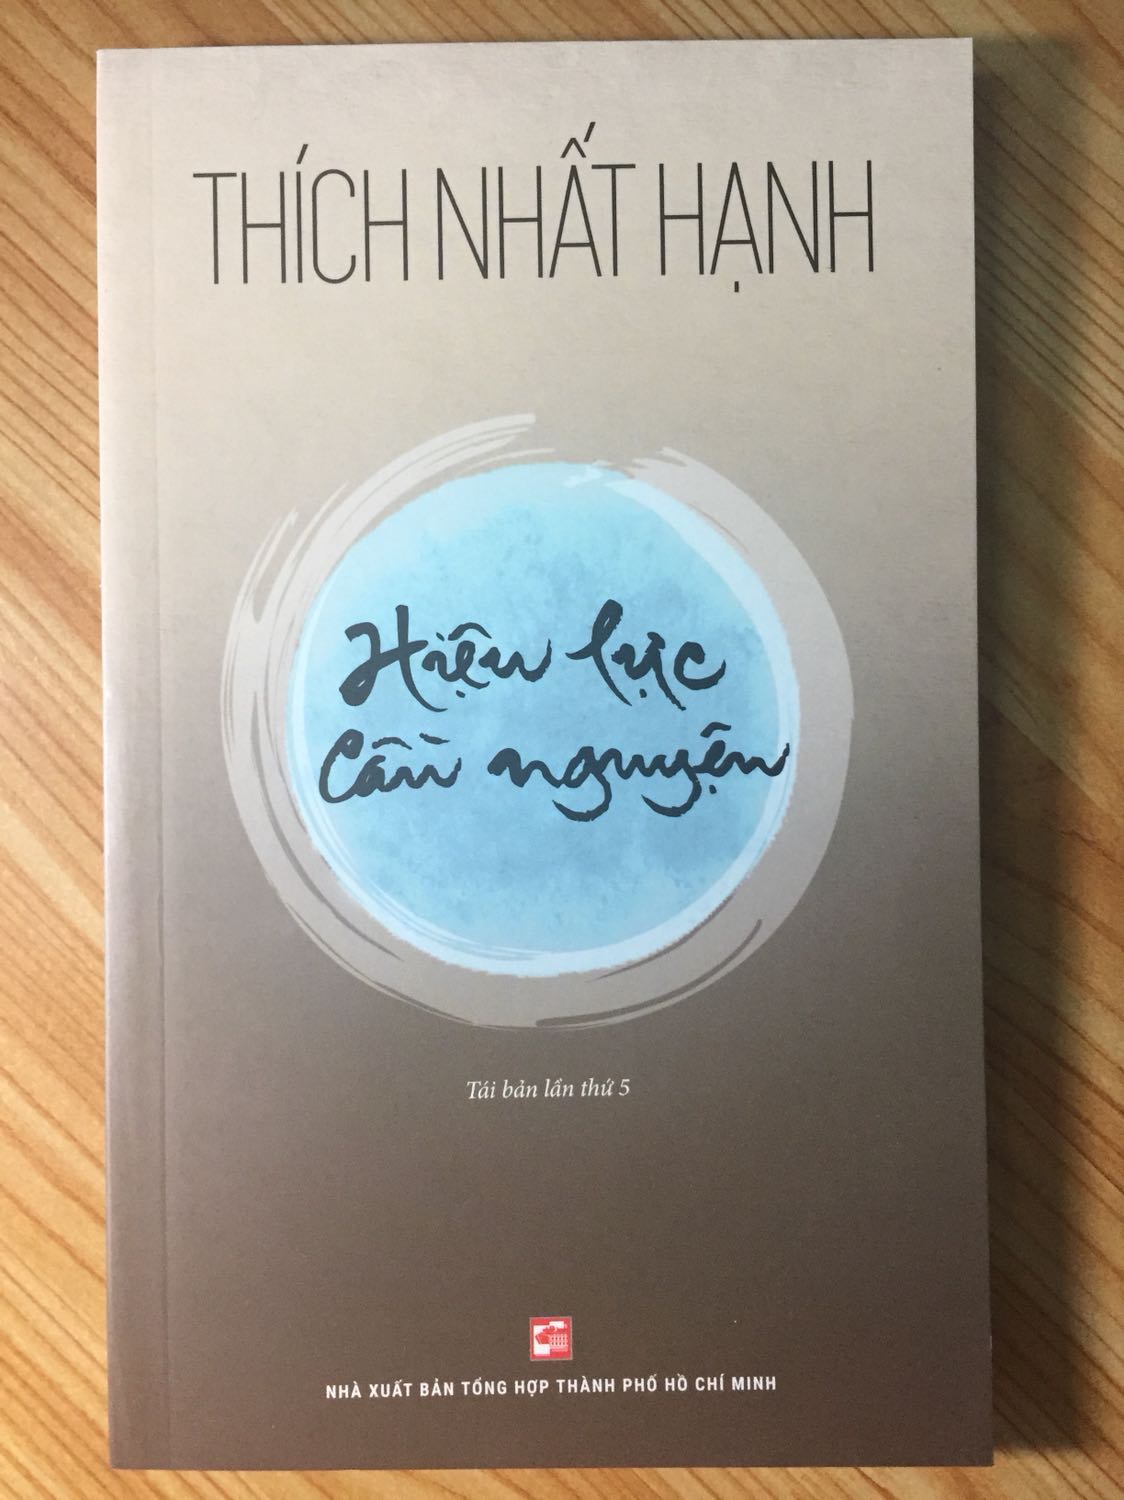 THÍCH NHẤT HẠNH
Hiệu lực
Cầu nguyện
Tái bản lần thứ 5
NHÀ XUẤT BẢN TỔNG HỢP THÀNH PHỐ HỒ CHÍ MINH